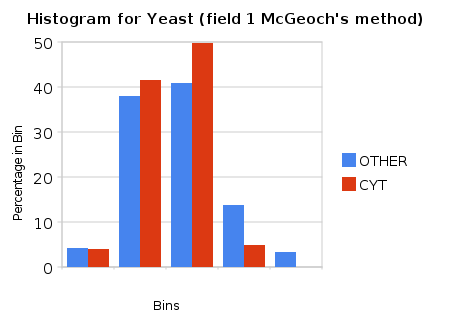 Histogram for Yeast (field 1 McGeoch's method)
50
40
30
20
10
0
Percentage in Bin
Bins
OTHER
CYT